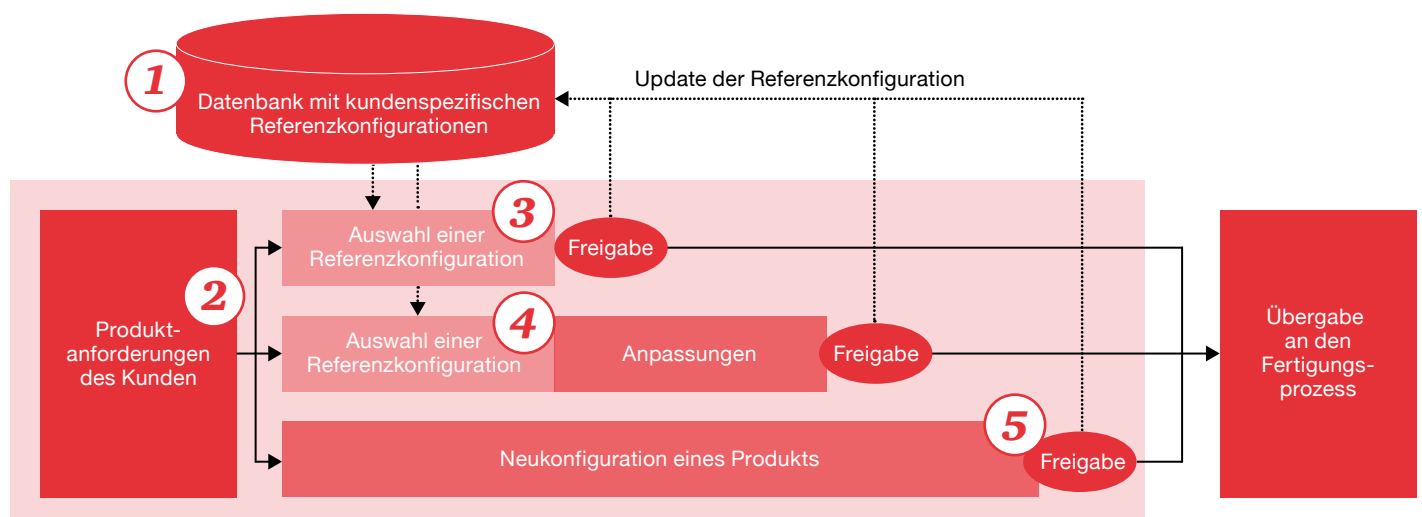 1
Datenbank mit kundenspezifischen
Referenzkonfigurationen
Update der Referenzkonfiguration
2
Produkt-
anforderungen
des Kunden
3
Auswahl einer
Referenzkonfiguration
Freigabe
4
Auswahl einer
Referenzkonfiguration
Anpassungen
Freigabe
5
Neukonfiguration eines Produkts
Freigabe
Übergabe
an den
Fertigungs-
prozess